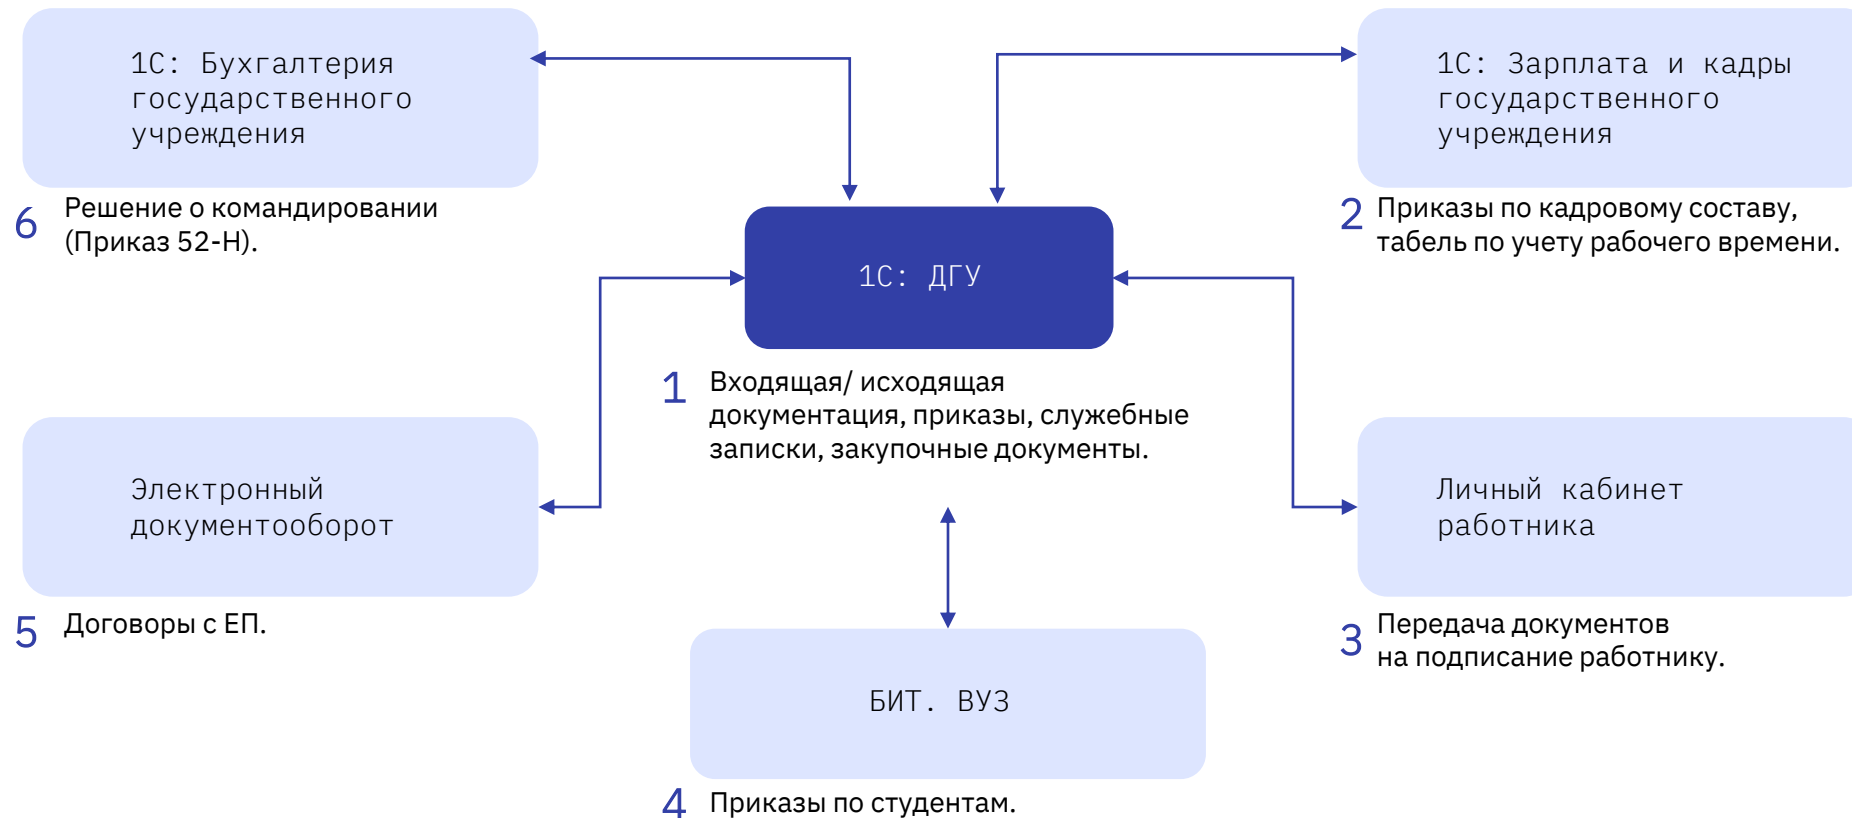 1С: Бухгалтерия
государственного
учреждения
6
Решение о командировании
(Приказ 52-Н).
1С: Зарплата и кадры
государственного
учреждения
2
Приказы по кадровому составу,
табель по учету рабочего времени.
1С: ДГУ
1
Входящая/ исходящая
документация, приказы, служебные
записки, закупочные документы.
Электронный
документооборот
5
Договоры с ЕП.
Личный кабинет
работника
3
Передача документов
на подписание работнику.
БИТ. ВУЗ
4
Приказы по студентам.